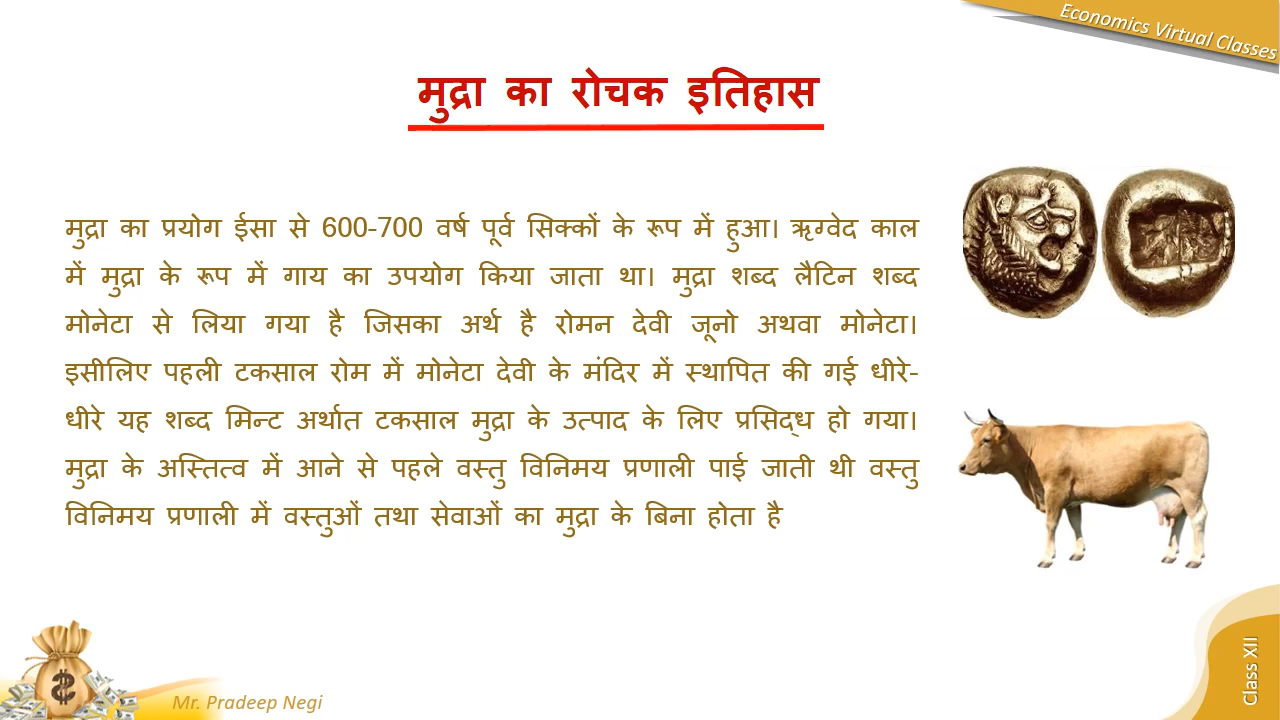 Economics Virtual Classes
मुद्रा का रोचक इतिहास
मुद्रा का प्रयोग ईसा से 600-700 वर्ष पूर्व सिक्कों के रूप में हुआ। ऋग्वेद काल
में मुद्रा के रूप में गाय का उपयोग किया जाता था। मुद्रा शब्द लैटिन शब्द
मोनेटा से लिया गया है जिसका अर्थ है रोमन देवी जूनो अथवा मोनेटा।
इसीलिए पहली टकसाल रोम में मोनेटा देवी के मंदिर में स्थापित की गई धीरे-
धीरे यह शब्द मिन्ट अर्थात टकसाल मुद्रा के उत्पाद के लिए प्रसिद्ध हो गया।
मुद्रा के अस्तित्व में आने से पहले वस्तु विनिमय प्रणाली पाई जाती थी वस्तु
विनिमय प्रणाली में वस्तुओं तथा सेवाओं का मुद्रा के बिना होता है
$
Mr. Pradeep Negi
Class XII